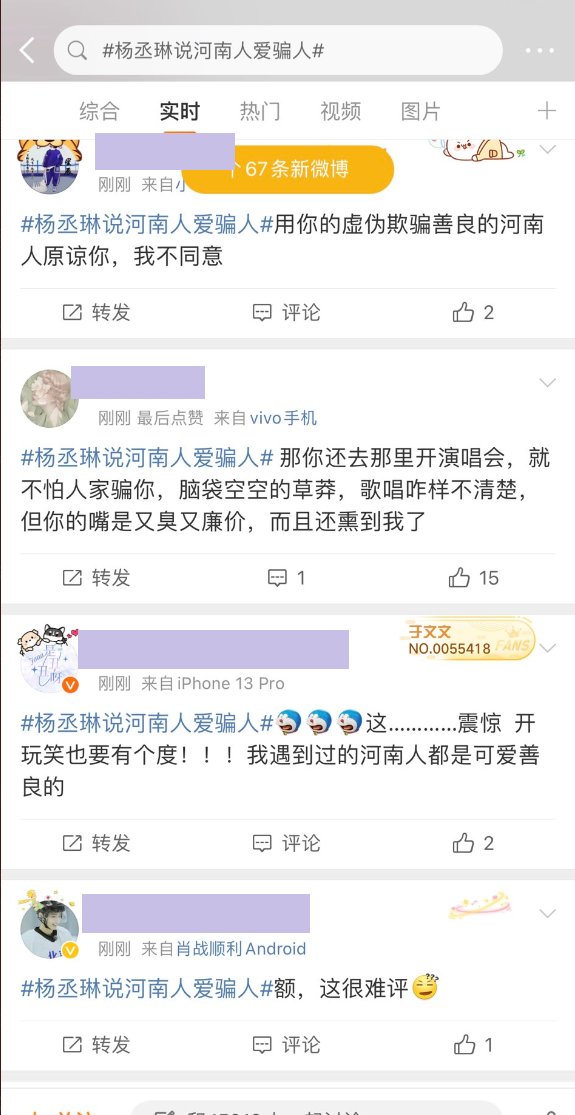 #杨丞琳说河南人爱骗人#
综合 实时 热门 视频 图片
个67条新微博
刚刚 来自小
#杨丞琳说河南人爱骗人#用你的虚伪欺骗善良的河南
人原谅你，我不同意
转发 评论 2
刚刚 最后点赞 来自vivo手机
#杨丞琳说河南人爱骗人# 那你还去那里开演唱会，就
不怕人家骗你，脑袋空空的草莽，歌唱咋样不清楚，
但你的嘴是又臭又廉价，而且还熏到我了
转发 1 15
于文文
NO.0055418 FANS
刚刚 来自iPhone 13 Pro
#杨丞琳说河南人爱骗人#这…………震惊 开
玩笑也要有个度！！！我遇到过的河南人都是可爱善
良的
转发 评论 2
刚刚 来自肖战顺利Android
#杨丞琳说河南人爱骗人#额，这很难评
转发 评论 1